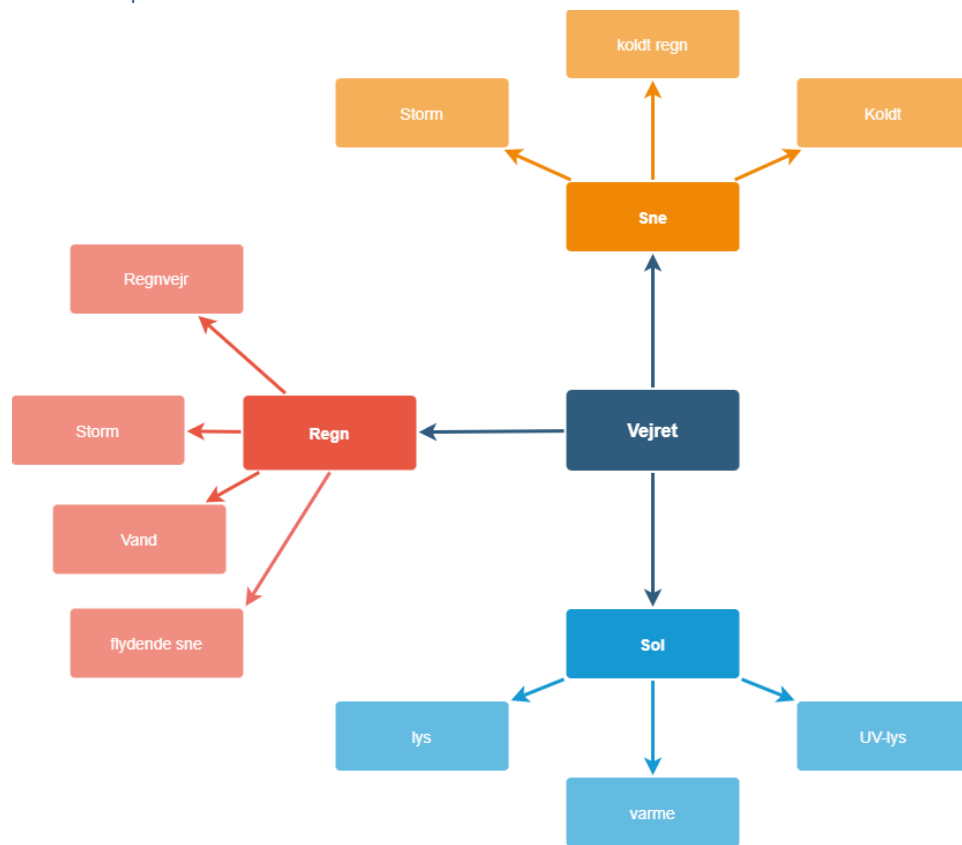 koldt regn
Storm
Koldt
Sne
Regnvejr
Storm
Regn
Vejret
Vand
flydende sne
Sol
lys
UV-lys
varme